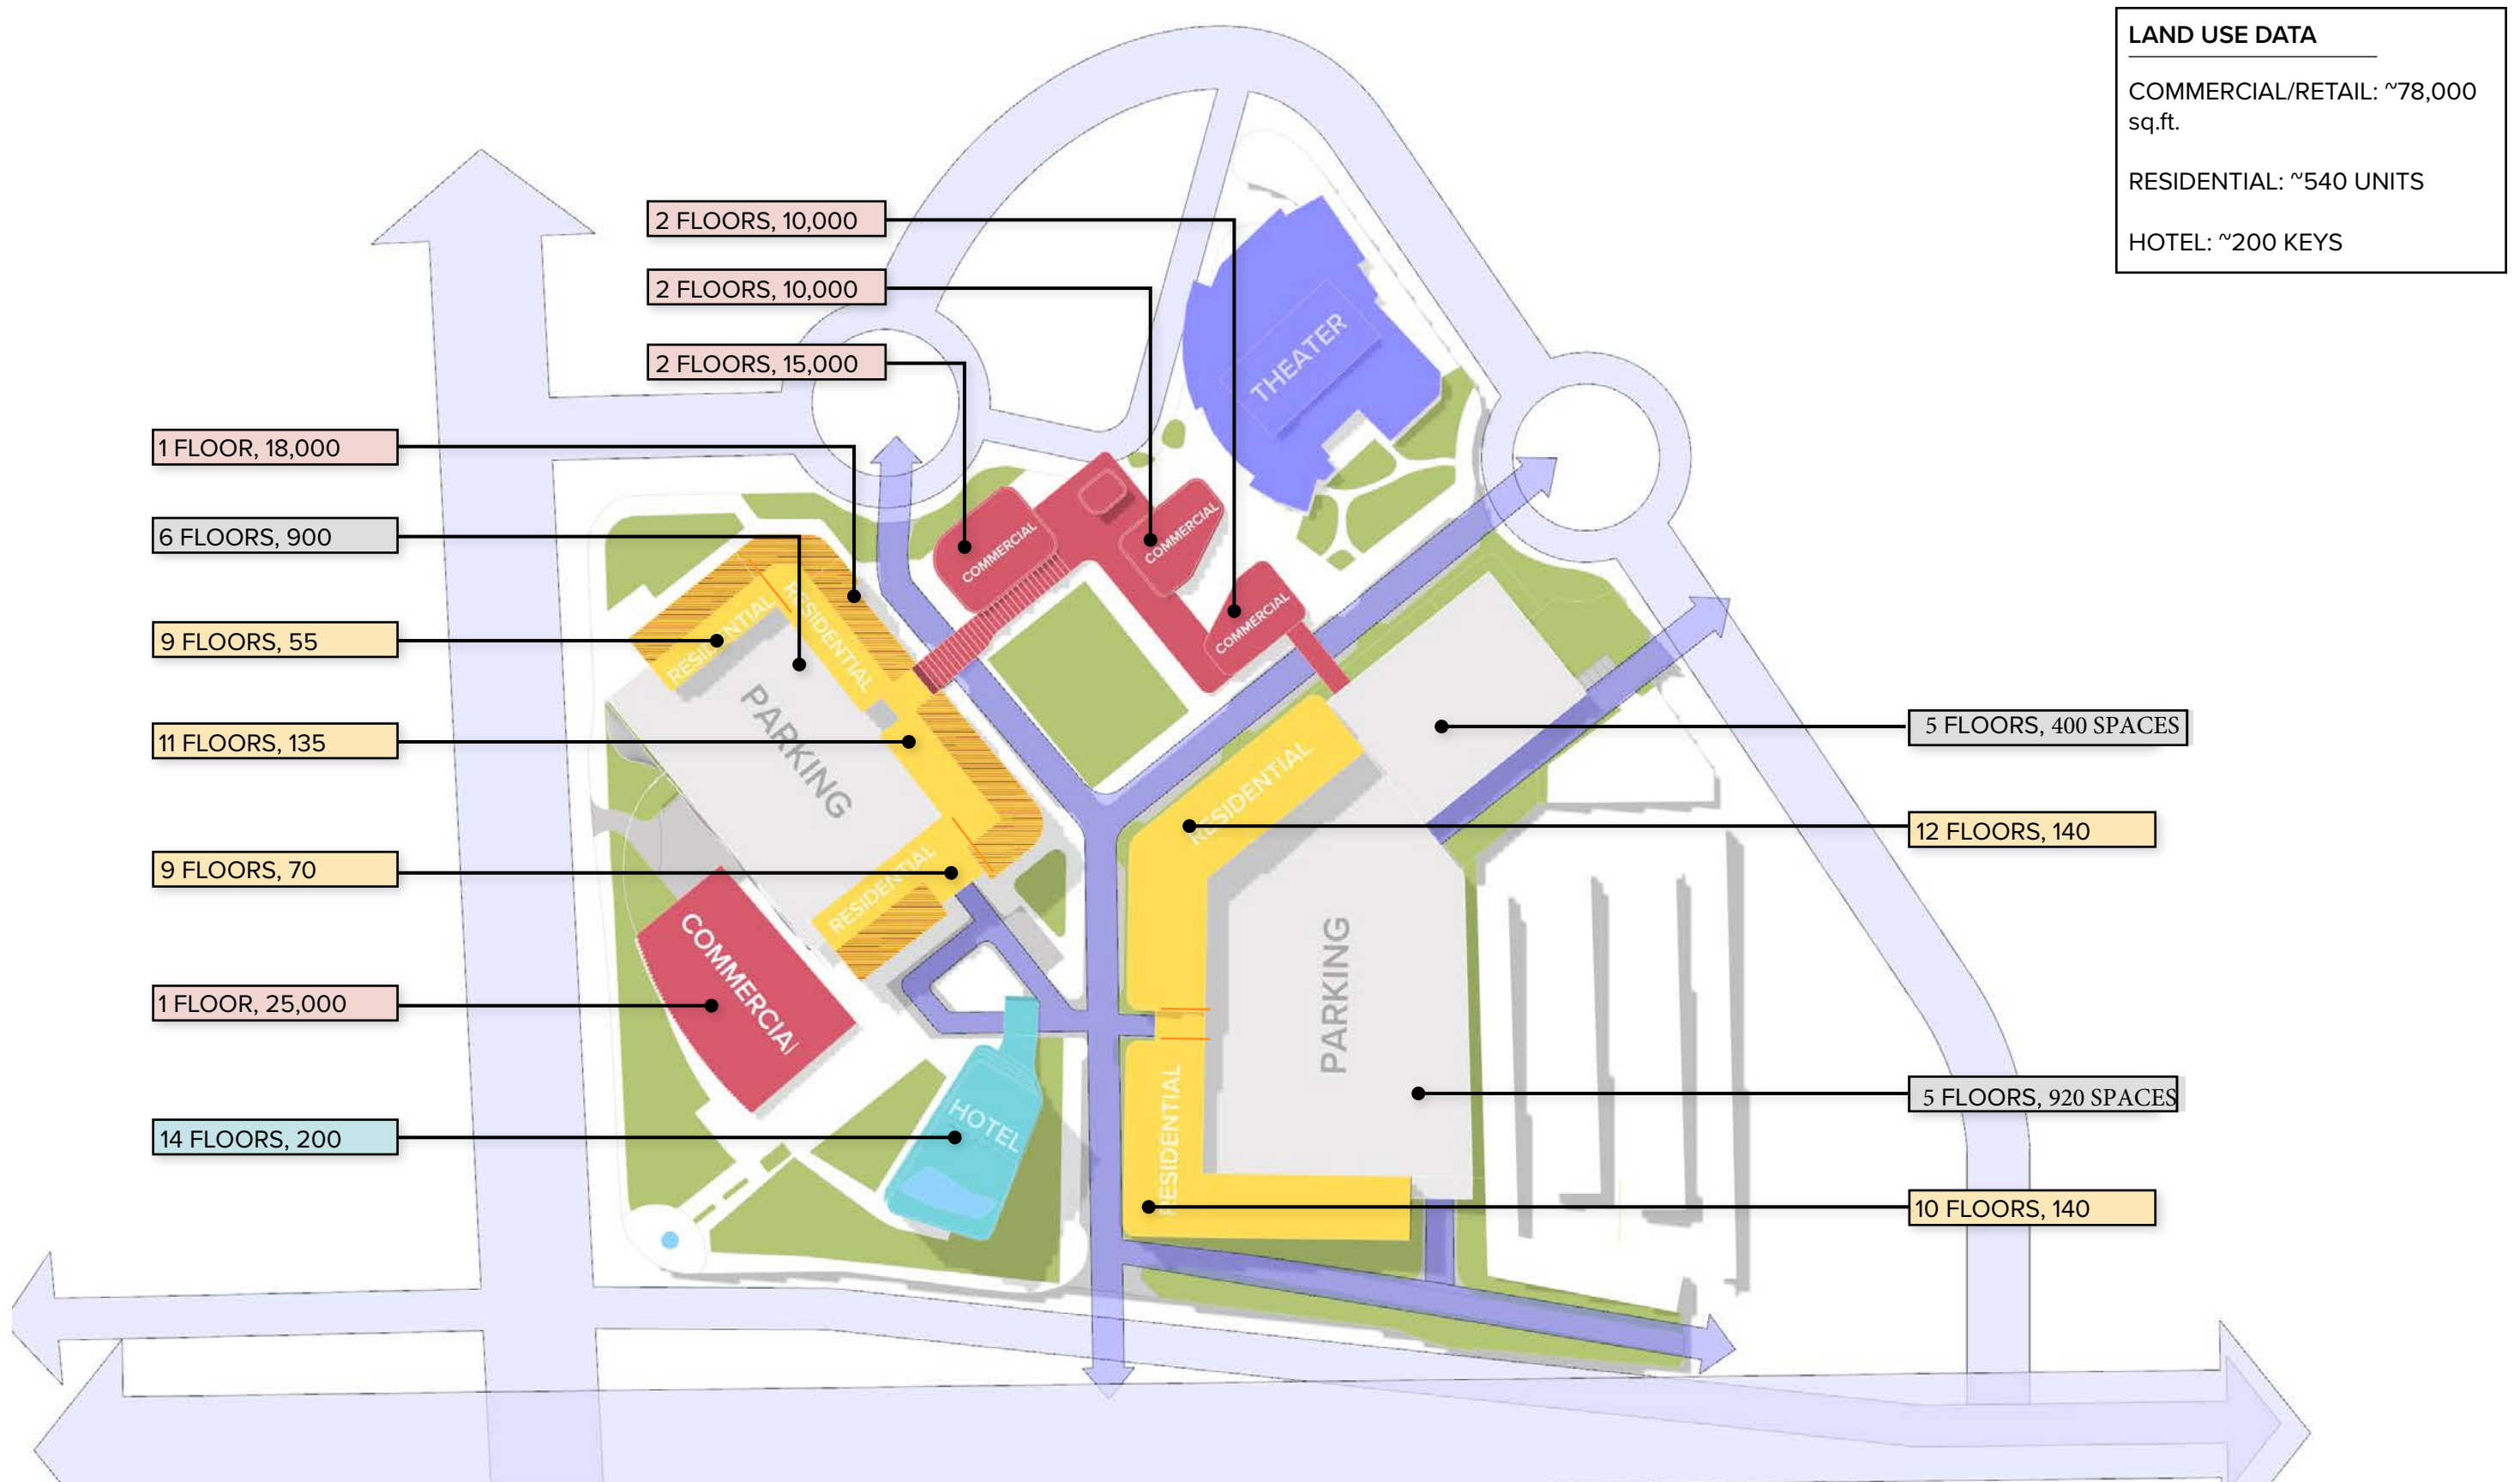 LAND USE DATA
COMMERCIAL/RETAIL: ~78,000
sq.ft.
RESIDENTIAL: ~540 UNITS
HOTEL: ~200 KEYS
2 FLOORS, 10,000
2 FLOORS, 10,000
2 FLOORS, 15,000
1 FLOOR, 18,000
6 FLOORS, 900
9 FLOORS, 55
11 FLOORS, 135
9 FLOORS, 70
1 FLOOR, 25,000
14 FLOORS, 200
THEATER
COMMERCIAL
COMMERCIAL
COMMERCIAL
RESIDENTIAL
RESIDENTIAL
PARKING
RESIDENTIAL
COMMERCIAL
HOTEL
RESIDENTIAL
PARKING
RESIDENTIAL
5 FLOORS, 400 SPACES
12 FLOORS, 140
5 FLOORS, 920 SPACES
10 FLOORS, 140